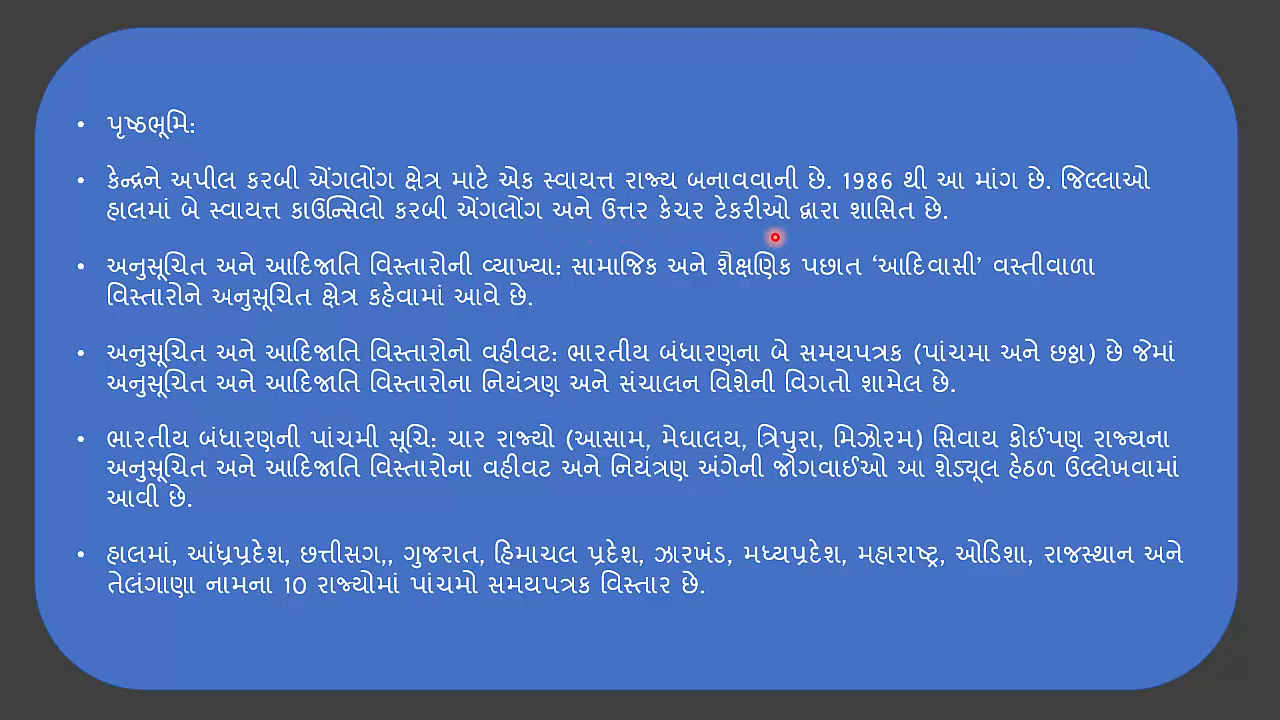 • પૃષ્ઠભૂમિ:
• કેન્દ્રને અપીલ કરબી એંગલોંગ ક્ષેત્ર માટે એક સ્વાયત્ત રાજ્ય બનાવવાની છે. 1986 થી આ માંગ છે. જિલ્લાઓ
હાલમાં બે સ્વાયત્ત કાઉન્સિલો કરબી એંગલોંગ અને ઉત્તર કેચર ટેકરીઓ દ્વારા શાસિત છે.
• અનુસૂચિત અને આદિજાતિ વિસ્તારોની વ્યાખ્યા: સામાજિક અને શૈક્ષણિક પછાત ‘આદિવાસી’ વસ્તીવાળા
વિસ્તારોને અનુસૂચિત ક્ષેત્ર કહેવામાં આવે છે.
• અનુસૂચિત અને આદિજાતિ વિસ્તારોનો વહીવટ: ભારતીય બંધારણના બે સમયપત્રક (પાંચમા અને છઠ્ઠા) છે જેમાં
અનુસૂચિત અને આદિજાતિ વિસ્તારોના નિયંત્રણ અને સંચાલન વિશેની વિગતો શામેલ છે.
• ભારતીય બંધારણની પાંચમી સૂચિ: ચાર રાજ્યો (આસામ, મેઘાલય, ત્રિપુરા, મિઝોરમ) સિવાય કોઈપણ રાજ્યના
અનુસૂચિત અને આદિજાતિ વિસ્તારોના વહીવટ અને નિયંત્રણ અંગેની જોગવાઈઓ આ શેડ્યૂલ હેઠળ ઉલ્લેખવામાં
આવી છે.
• હાલમાં, આંધ્રપ્રદેશ, છત્તીસગ,, ગુજરાત, હિમાચલ પ્રદેશ, ઝારખંડ, મધ્યપ્રદેશ, મહારાષ્ટ્ર, ઓડિશા, રાજસ્થાન અને
તેલંગાણા નામના 10 રાજ્યોમાં પાંચમો સમયપત્રક વિસ્તાર છે.